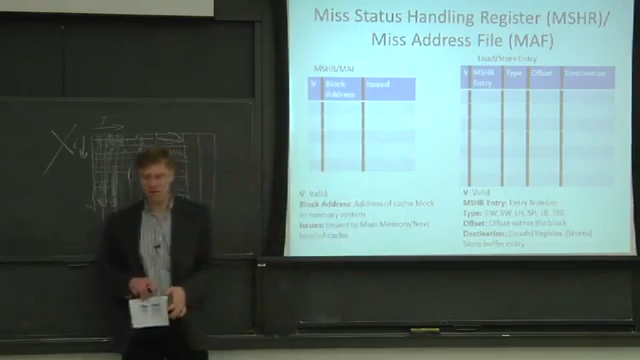 Miss Status Handling Register (MSHR)/
Miss Address File (MAF)
MSHR/MAF
V Block Address Issued
Load/Store Entry
V MSHR Entry Type Offset Destination
V: Valid
Block Address: Address of cache block
in memory system
Issued: Issued to Main Memory/Next
level of cache
V: Valid
MSHR Entry: Entry Number
Type: {LW, SW, LH, SH, LB, SB}
Offset: Offset within the block
Destination: (Loads) Register, (Stores)
Store buffer entry